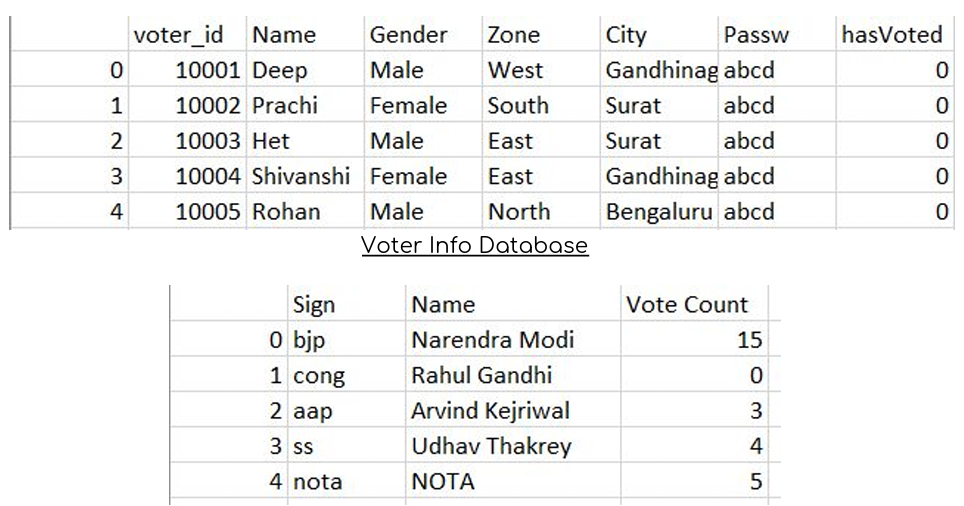 voter_id Name Gender Zone City Passw hasVoted
0 10001 Deep Male West Gandhinag abcd 0
1 10002 Prachi Female South Surat abcd 0
2 10003 Het Male East Surat abcd 0
3 10004 Shivanshi Female East Gandhinag abcd 0
4 10005 Rohan Male North Bengaluru abcd 0
Voter Info Database
Sign Name Vote Count
0 bjp Narendra Modi 15
1 cong Rahul Gandhi 0
2 aap Arvind Kejriwal 3
3 ss Udhav Thakrey 4
4 nota NOTA 5